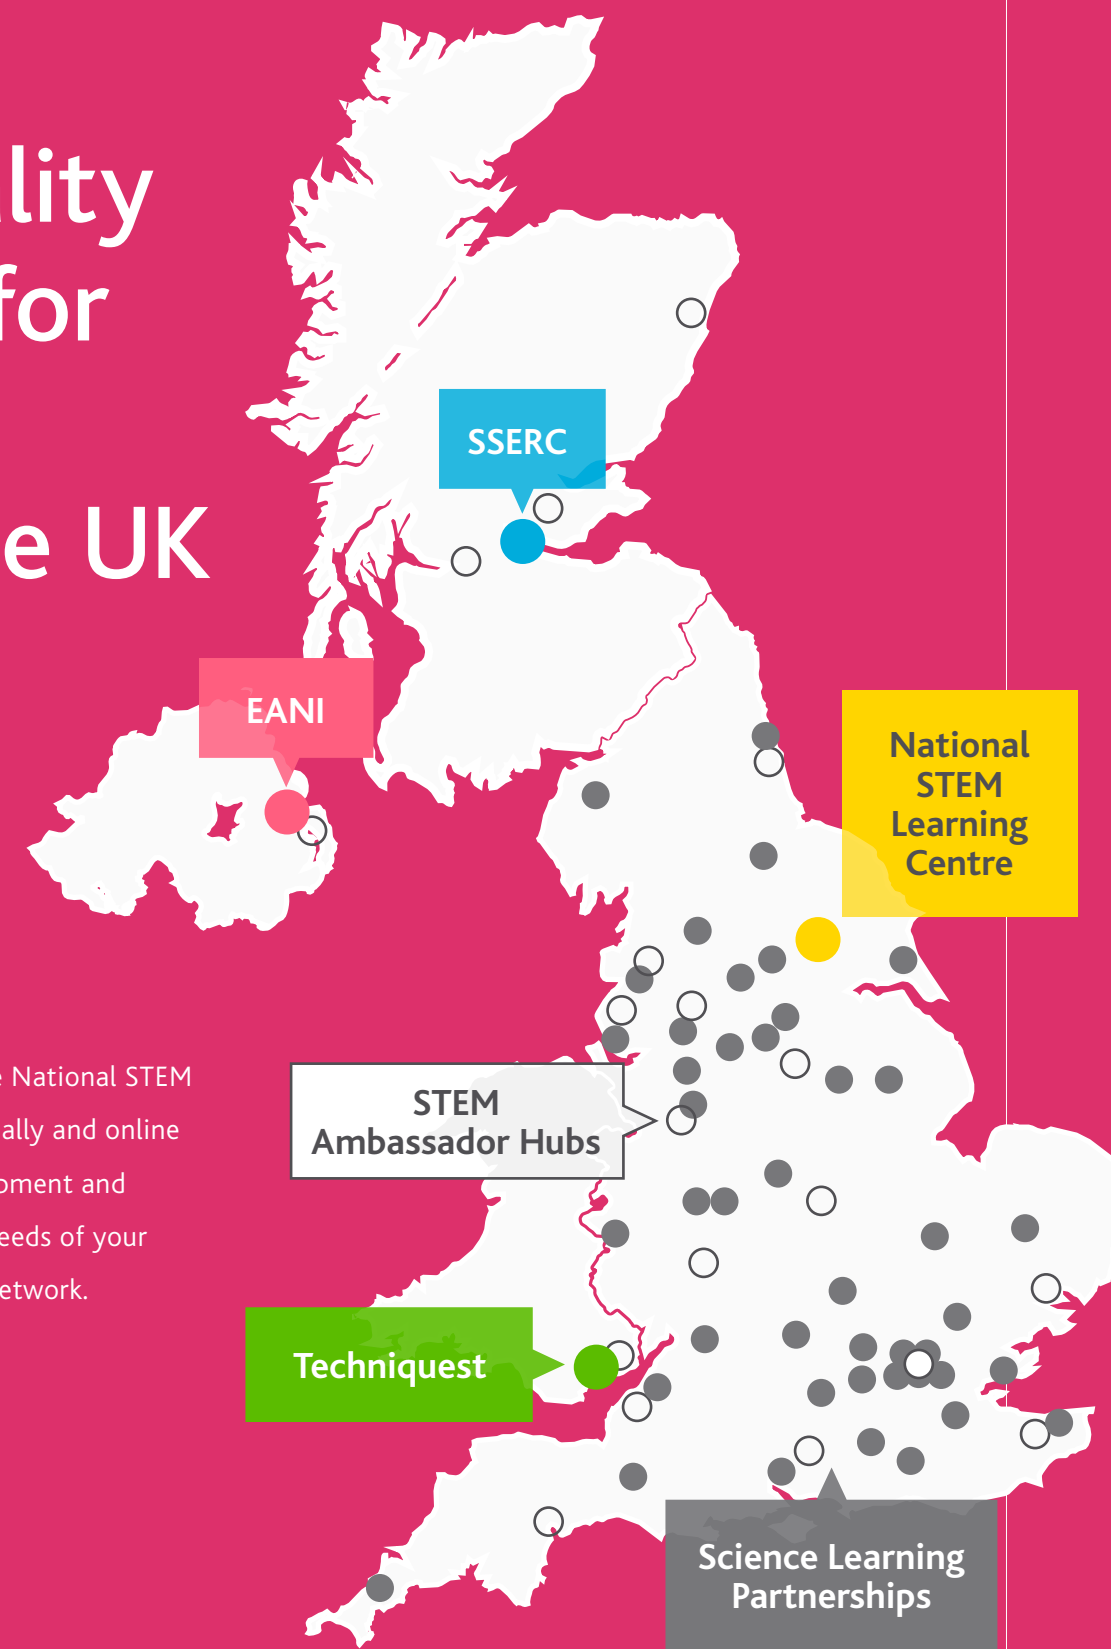 lity
for
e UK
SSERC
EANI
National
STEM
Learning
Centre
National STEM
ally and online
STEM
Ambassador Hubs
oment and
eeds of your
etwork.
Techniquest
Science Learning
Partnerships